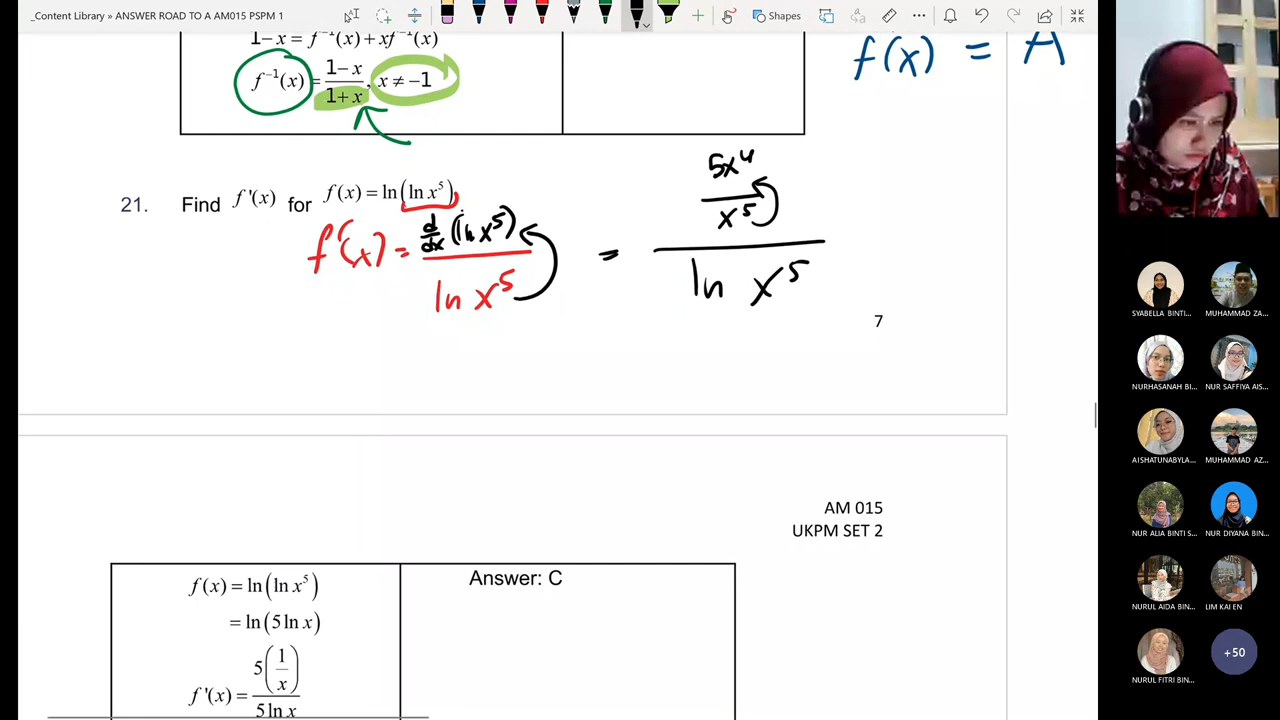 _Content Library » ANSWER ROAD TO A AM015 PSPM 1
Shapes
1−x = f⁻¹(x) + xf⁻¹(x)
f⁻¹(x) = (1−x)/(1+x), x ≠ −1
f(x) = A
21. Find f'(x) for f(x) = ln(ln x⁵)
f'(x) = (d/dx (ln x⁵))/(ln x⁵) = (5x⁴/x⁵)/(ln x⁵)
7
AM 015
UKPM SET 2
f(x) = ln(ln x⁵)
= ln(5 ln x)
f'(x) = 5(1/x)/(5 ln x)
Answer: C
SYABELLA BINTI...
MUHAMMAD ZA...
NURHASANAH BI...
NUR SAFFIYA AIS...
AISHATUNABYLA...
MUHAMMAD AZ...
NUR ALIA BINTI S...
NUR DIYANA BIN...
NURUL AIDA BIN...
LIM KAI EN
NURUL FITRI BIN...
+50